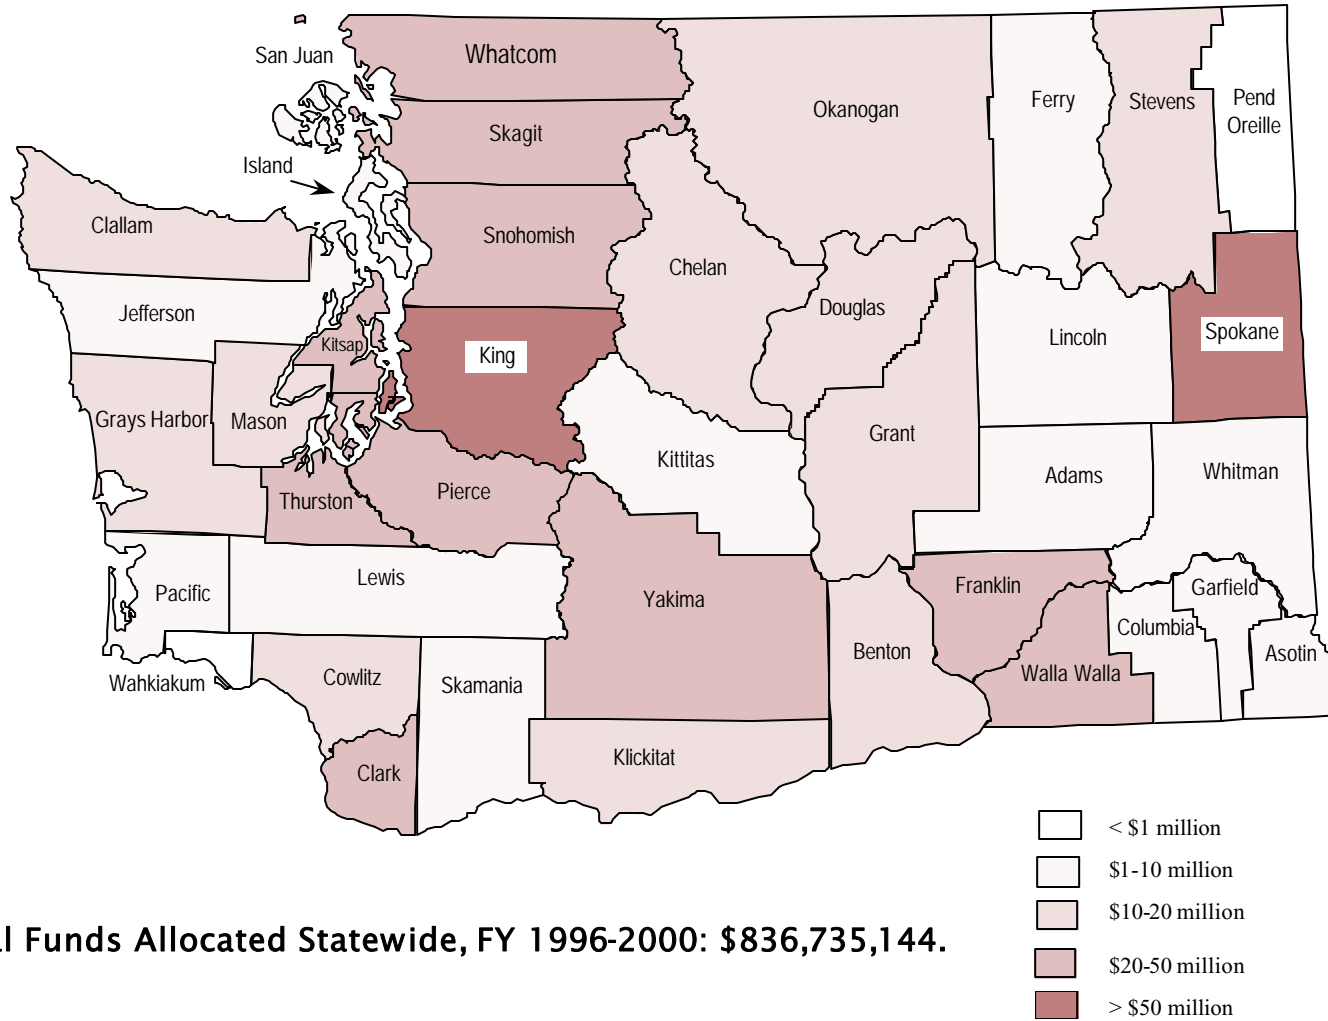 San Juan
Whatcom
Okanogan
Ferry
Stevens
Pend
Oreille
Skagit
Island
Clallam
Snohomish
Chelan
Douglas
Jefferson
Kitsap
King
Lincoln
Spokane
Grays Harbor
Mason
Grant
Kittitas
Adams
Whitman
Thurston
Pierce
Lewis
Pacific
Yakima
Franklin
Garfield
Columbia
Benton
Asotin
Wahkiakum
Cowlitz
Skamania
Walla Walla
Clark
Klickitat
< $1 million
$1-10 million
$10-20 million
l Funds Allocated Statewide, FY 1996-2000: $836,735,144.
$20-50 million
> $50 million